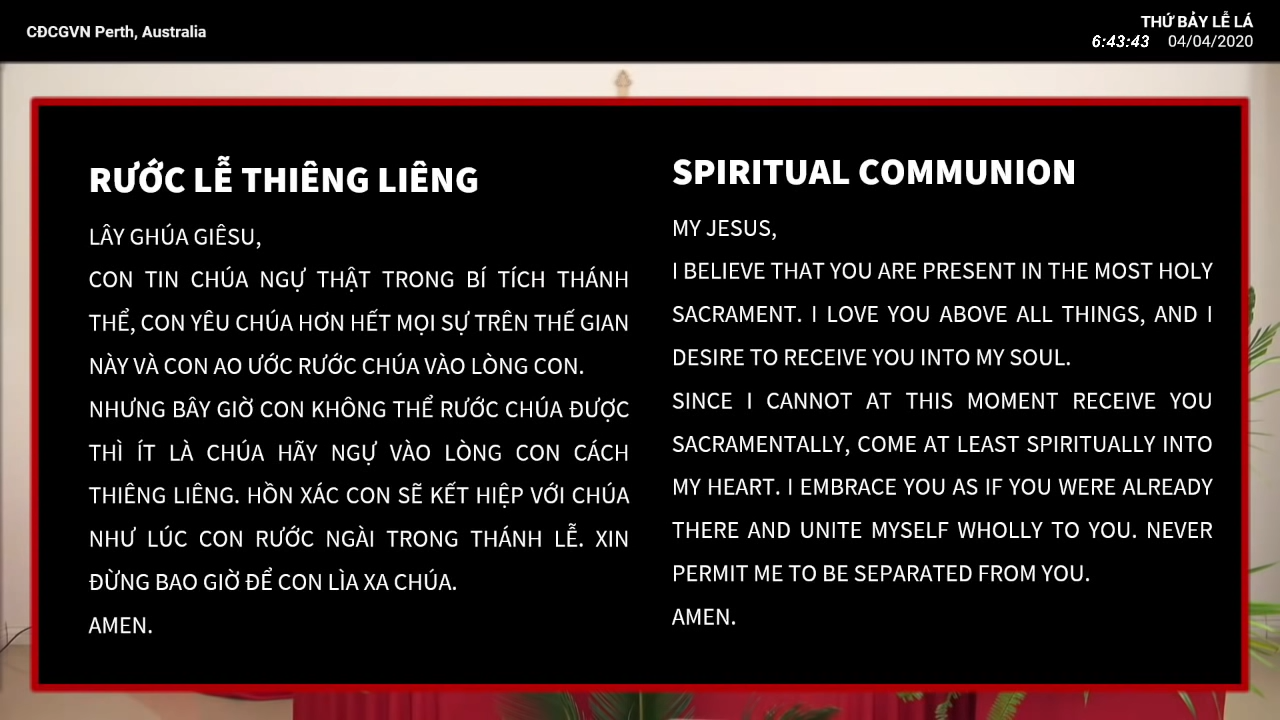 CĐCGVN Perth, Australia
THỨ BẢY LỄ LÁ
6:43:43 04/04/2020
RƯỚC LỄ THIÊNG LIÊNG
LÂY GHÚA GIÊSU,
CON TIN CHÚA NGỰ THẬT TRONG BÍ TÍCH THÁNH
THỂ, CON YÊU CHÚA HƠN HẾT MỌI SỰ TRÊN THẾ GIAN
NÀY VÀ CON AO ƯỚC RƯỚC CHÚA VÀO LÒNG CON.
NHƯNG BÂY GIỜ CON KHÔNG THỂ RƯỚC CHÚA ĐƯỢC
THÌ ÍT LÀ CHÚA HÃY NGỰ VÀO LÒNG CON CÁCH
THIÊNG LIÊNG. HỒN XÁC CON SẼ KẾT HIỆP VỚI CHÚA
NHƯ LÚC CON RƯỚC NGÀI TRONG THÁNH LỄ. XIN
ĐỪNG BAO GIỜ ĐỂ CON LÌA XA CHÚA.
AMEN.
SPIRITUAL COMMUNION
MY JESUS,
I BELIEVE THAT YOU ARE PRESENT IN THE MOST HOLY
SACRAMENT. I LOVE YOU ABOVE ALL THINGS, AND I
DESIRE TO RECEIVE YOU INTO MY SOUL.
SINCE I CANNOT AT THIS MOMENT RECEIVE YOU
SACRAMENTALLY, COME AT LEAST SPIRITUALLY INTO
MY HEART. I EMBRACE YOU AS IF YOU WERE ALREADY
THERE AND UNITE MYSELF WHOLLY TO YOU. NEVER
PERMIT ME TO BE SEPARATED FROM YOU.
AMEN.